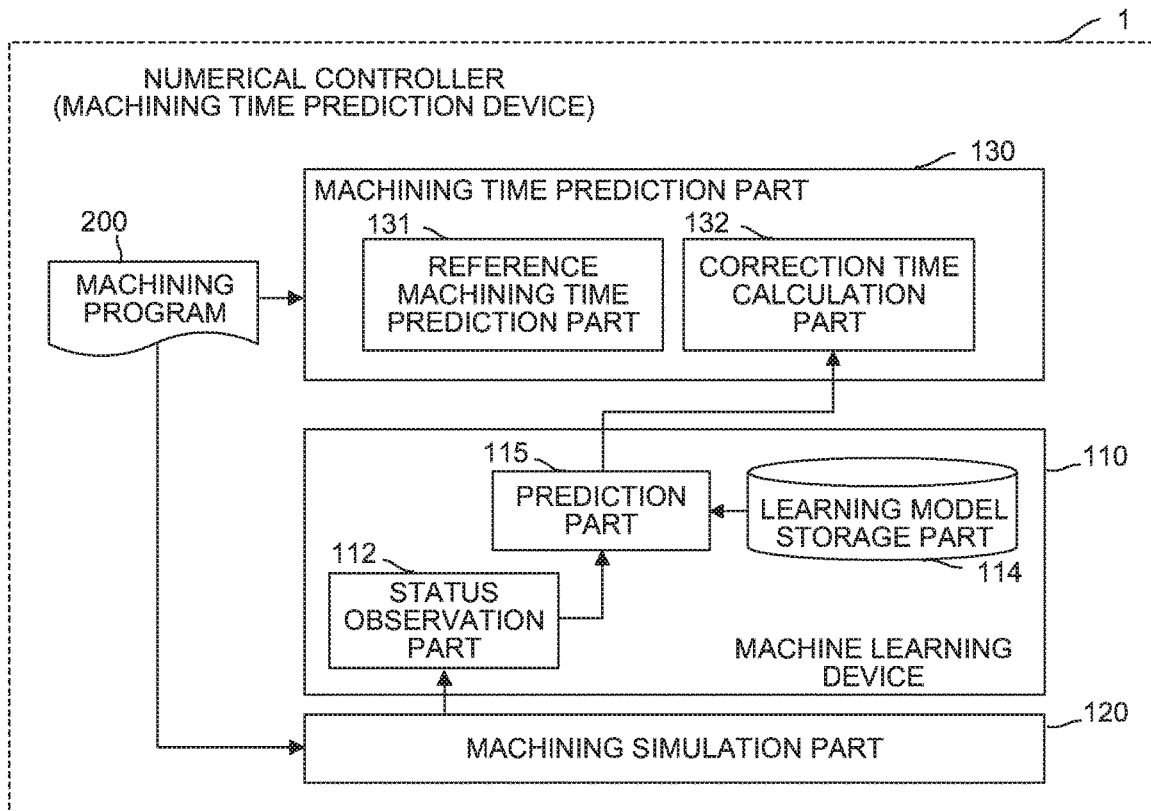 1
NUMERICAL CONTROLLER
(MACHINING TIME PREDICTION DEVICE)
130
MACHINING TIME PREDICTION PART
200
MACHINING
PROGRAM
131
REFERENCE
MACHINING TIME
PREDICTION PART
132
CORRECTION TIME
CALCULATION
PART
115
PREDICTION
PART
110
LEARNING MODEL
STORAGE PART
114
112
STATUS
OBSERVATION
PART
MACHINE LEARNING
DEVICE
120
MACHINING SIMULATION PART